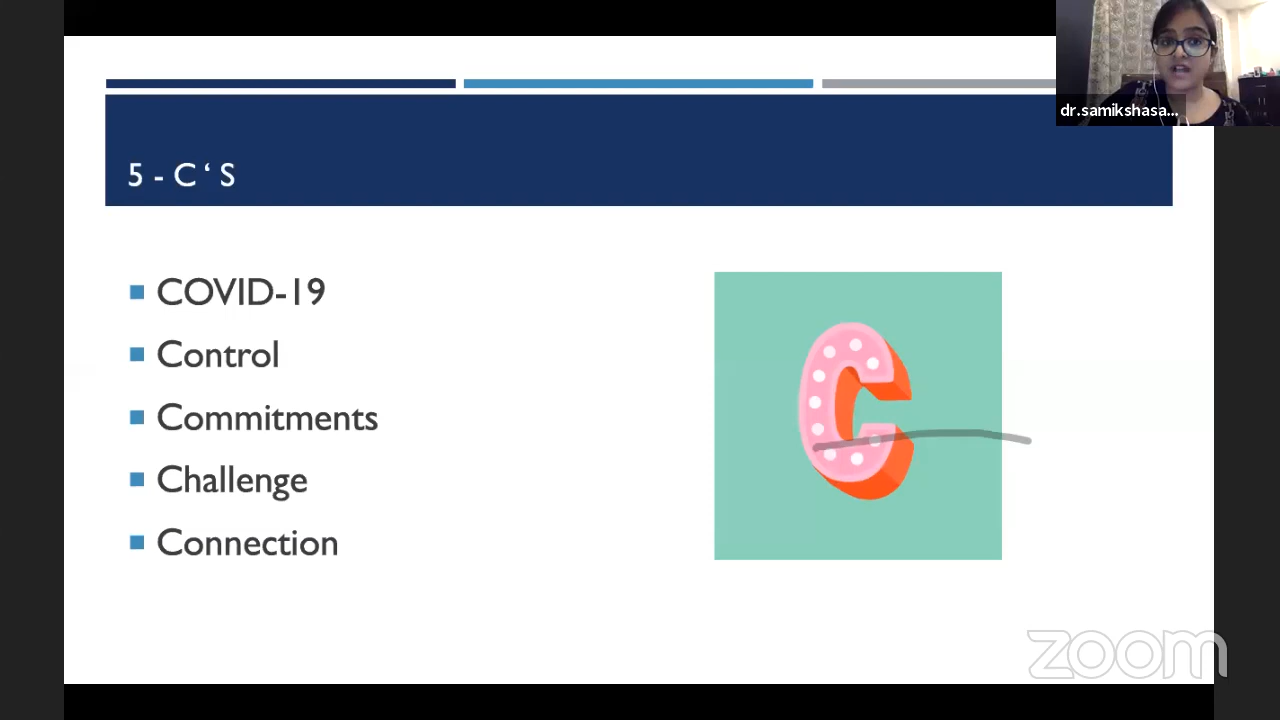 dr.samikshasa...
5 - C ‘ S
COVID-19
Control
Commitments
Challenge
Connection
C
zoom